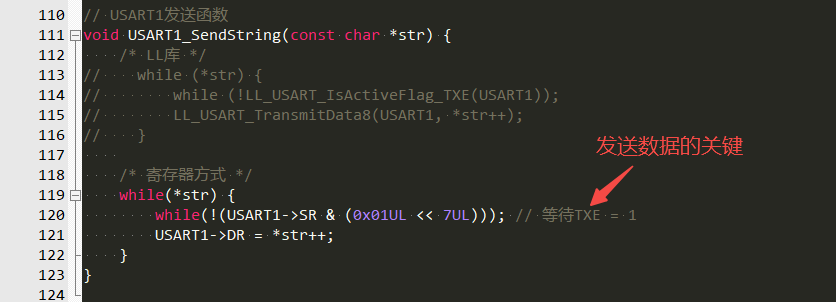 110 // USART1发送函数
111 void USART1_SendString(const char *str) {
112     /* LL库 */
113 //     while (*str) {
114 //         while (!LL_USART_IsActiveFlag_TXE(USART1));
115 //         LL_USART_TransmitData8(USART1, *str++);
116 //     }
117
发送数据的关键
118     /* 寄存器方式 */
119     while(*str) {
120         while(!(USART1->SR & (0x01UL << 7UL))); // 等待TXE = 1
121         USART1->DR = *str++;
122     }
123 }
124